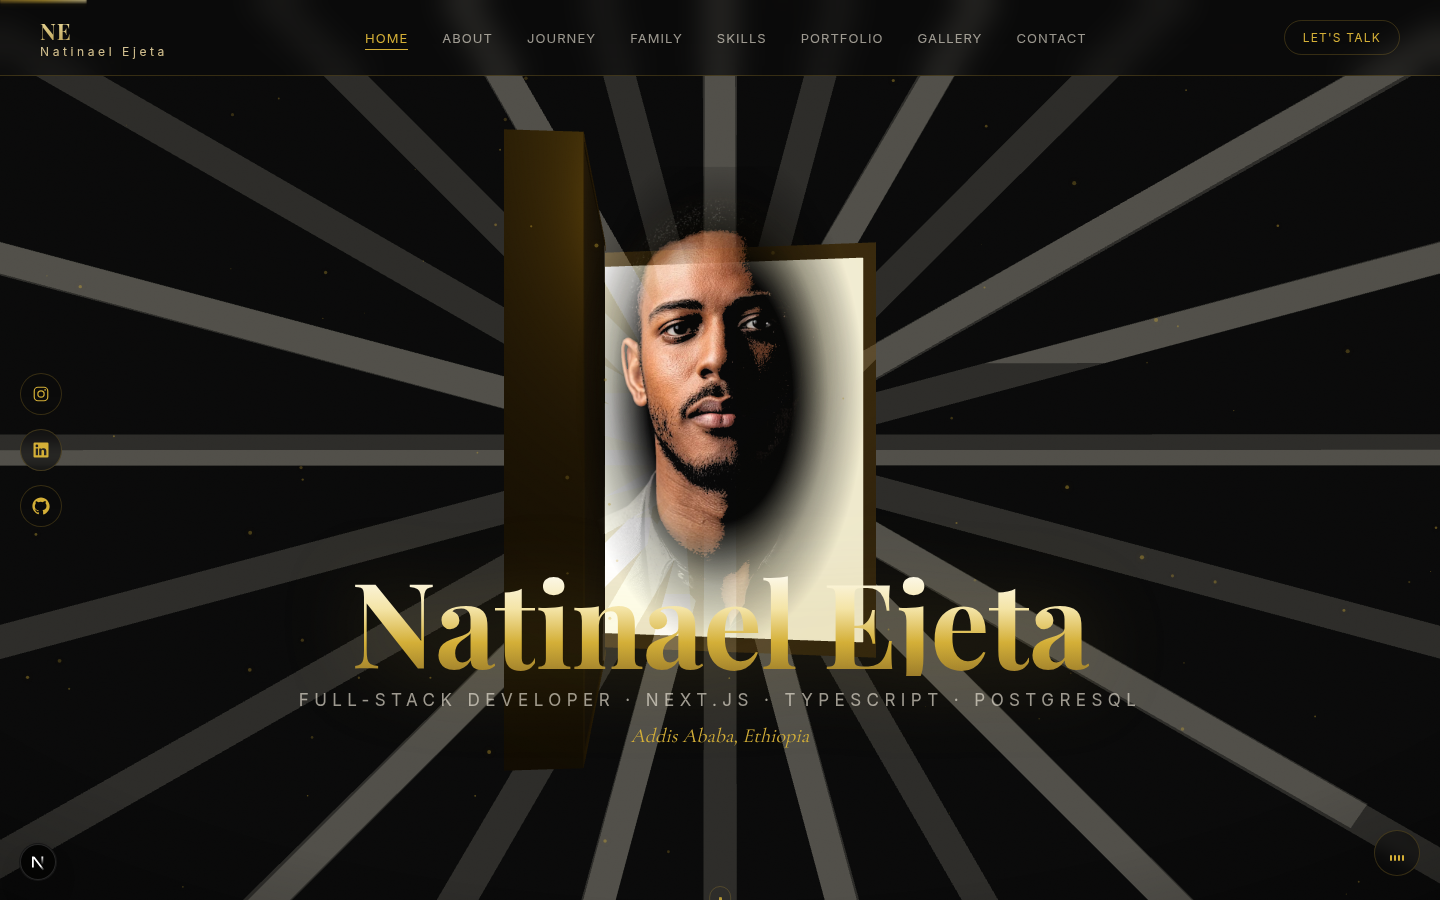 NE
Natinael Ejeta
HOME ABOUT JOURNEY FAMILY SKILLS PORTFOLIO GALLERY CONTACT
LET'S TALK
Natinael Ejeta
FULL-STACK DEVELOPER · NEXT.JS · TYPESCRIPT · POSTGRESQL
Addis Ababa, Ethiopia
N